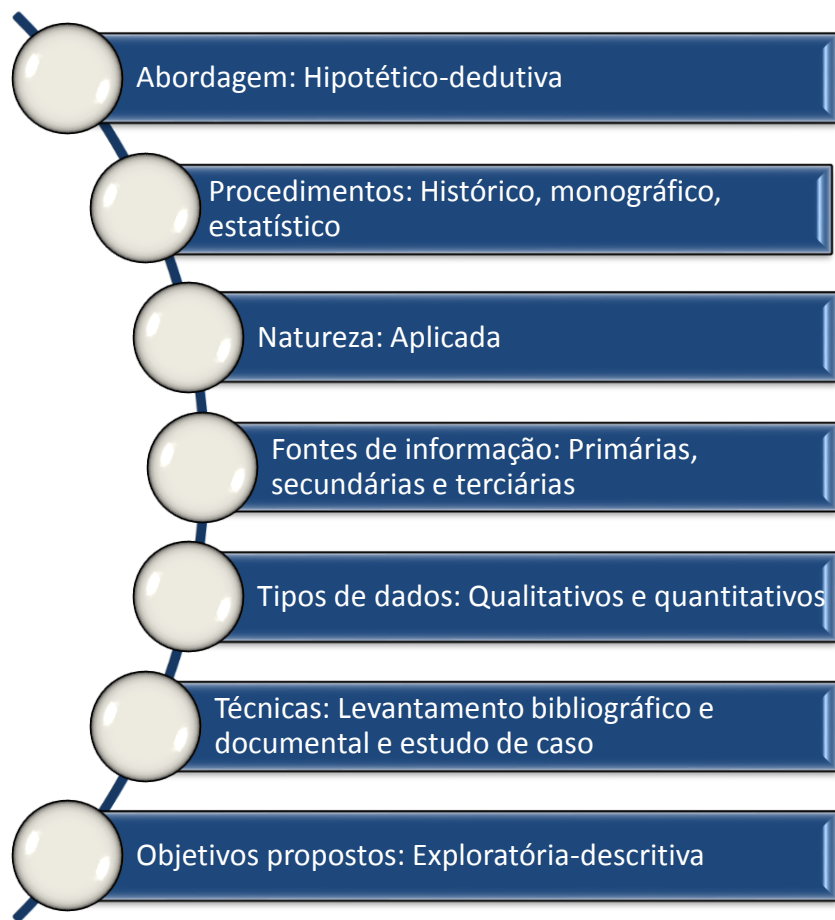 Abordagem: Hipotético-dedutiva
Procedimentos: Histórico, monográfico,
estatístico
Natureza: Aplicada
Fontes de informação: Primárias,
secundárias e terciárias
Tipos de dados: Qualitativos e quantitativos
Técnicas: Levantamento bibliográfico e
documental e estudo de caso
Objetivos propostos: Exploratória-descritiva